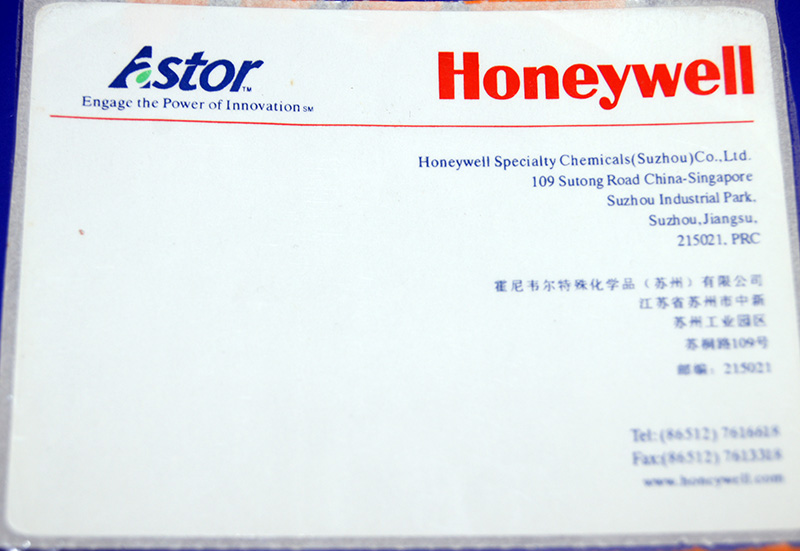 Astor™
Engage the Power of Innovation SM
Honeywell
Honeywell Specialty Chemicals(Suzhou)Co.,Ltd.
109 Sutong Road China-Singapore
Suzhou Industrial Park,
Suzhou,Jiangsu,
215021, PRC
霍尼韦尔特殊化学品（苏州）有限公司
江苏省苏州市中新
苏州工业园区
苏桐路109号
邮编：215021
Tel:(86512) 7616618
Fax:(86512) 7613318
www.honeywell.com